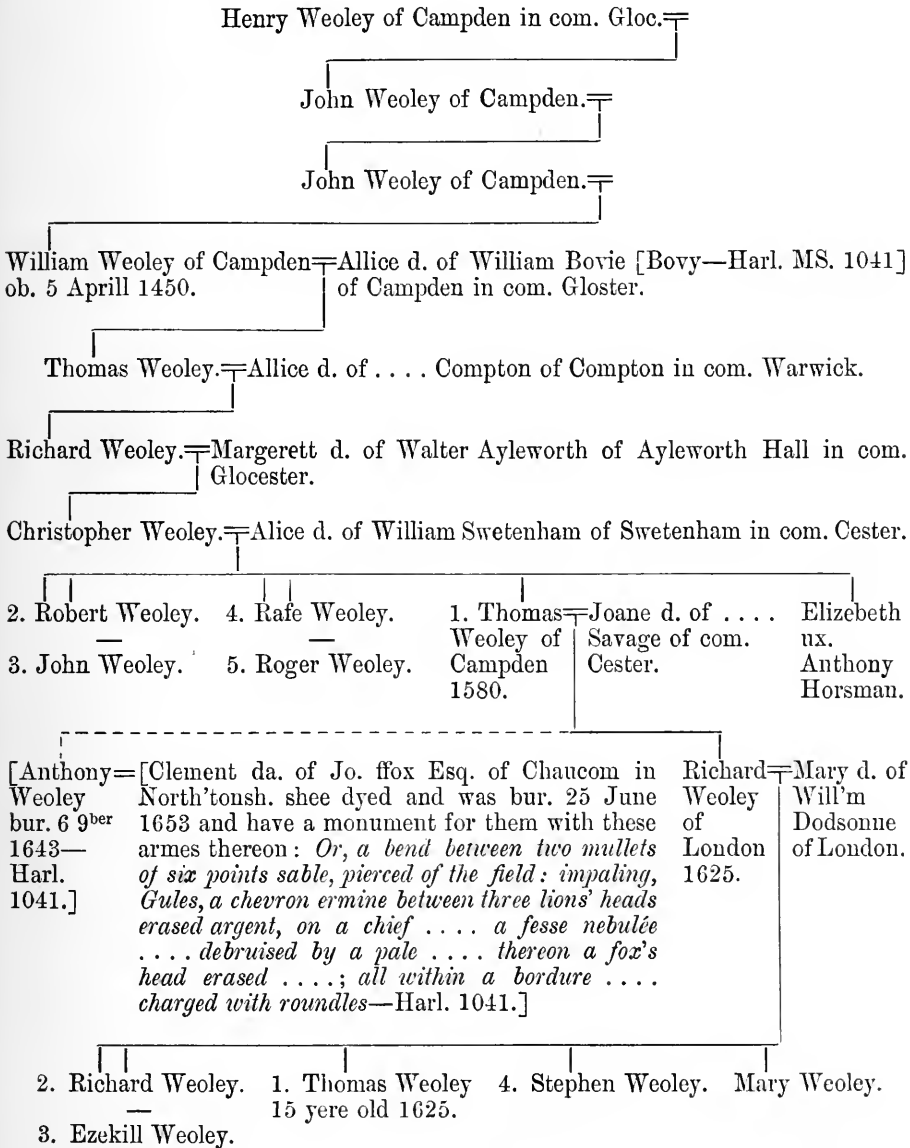 Henry Weoley of Campden in com. Gloc.
John Weoley of Campden.
John Weoley of Campden.
William Weoley of Campden=Allice d. of William Bovie [Bovy—Harl. MS. 1041]
ob. 5 Aprill 1450. of Campden in com. Gloster.
Thomas Weoley.=Allice d. of . . . . Compton of Compton in com. Warwick.
Richard Weoley.=Margerett d. of Walter Ayleworth of Ayleworth Hall in com.
Glocester.
Christopher Weoley.=Alice d. of William Swetenham of Swetenham in com. Cester.
2. Robert Weoley.
—
3. John Weoley.
4. Rafe Weoley.
—
5. Roger Weoley.
1. Thomas=
Weoley of
Campden
1580.
Joane d. of . . . .
Savage of com.
Cester.
Elizebeth
ux.
Anthony
Horsman.
[Anthony=
Weoley
bur. 6 9ber
1643—
Harl.
1041.]
[Clement da. of Jo. ffox Esq. of Chaucom in
North'tonsh. shee dyed and was bur. 25 June
1653 and have a monument for them with these
armes thereon : Or, a bend between two mullets
of six points sable, pierced of the field : impaling,
Gules, a chevron ermine between three lions' heads
erased argent, on a chief . . . . a fesse nebulée
. . . . debruised by a pale . . . . thereon a fox's
head erased . . . . ; all within a bordure . . . .
charged with roundles—Harl. 1041.]
Richard=
Weoley
of
London
1625.
Mary d. of
Will'm
Dodsonne
of London.
2. Richard Weoley.
—
3. Ezekill Weoley.
1. Thomas Weoley
15 yere old 1625.
4. Stephen Weoley.
Mary Weoley.